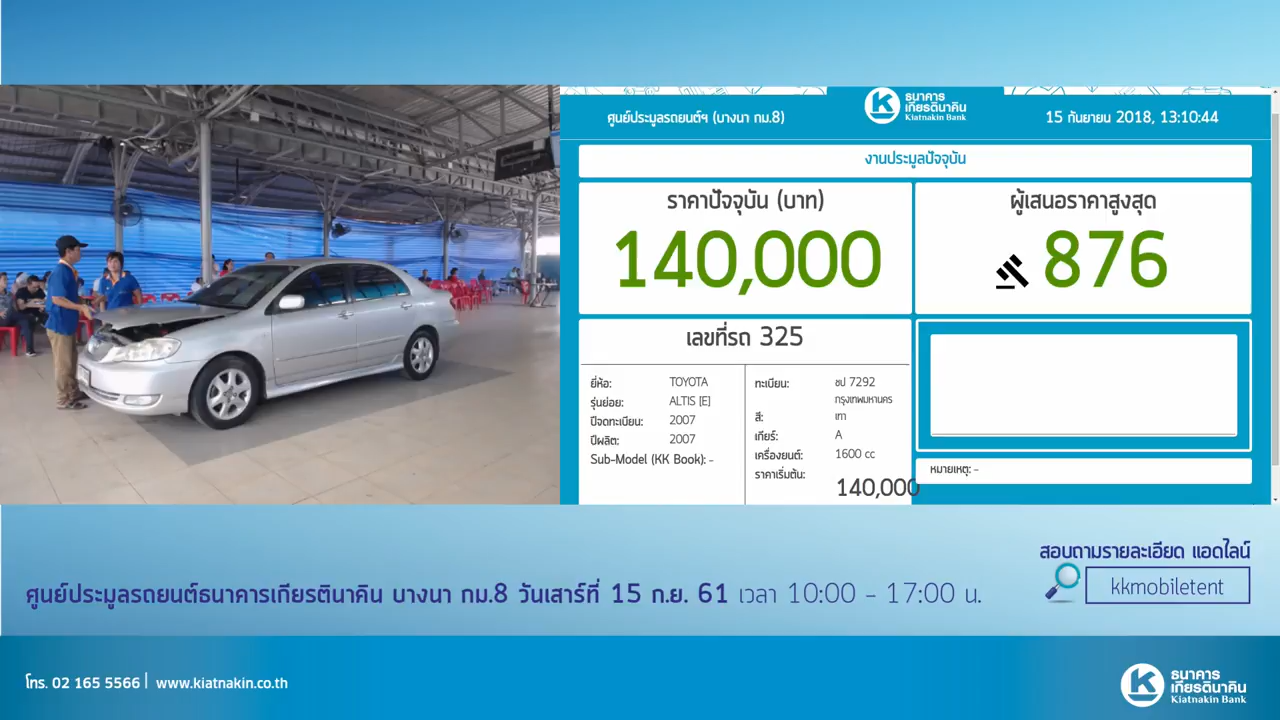 ศูนย์ประมูลรถยนต์ฯ (บางนา กม.8)
ธนาคาร
เกียรตินาคิน
Kiatnakin Bank
15 กันยายน 2018, 13:10:44
งานประมูลปัจจุบัน
ราคาปัจจุบัน (บาท)
140,000
ผู้เสนอราคาสูงสุด
876
เลขที่รถ 325
ยี่ห้อ: TOYOTA
รุ่นย่อย: ALTIS [E]
ปีจดทะเบียน: 2007
ปีผลิต: 2007
Sub-Model (KK Book): -
ทะเบียน: ชป 7292
กรุงเทพมหานคร
สี: เทา
เกียร์: A
เครื่องยนต์: 1600 cc
ราคาเริ่มต้น: 140,000
หมายเหตุ: -
สอบถามรายละเอียด แอดไลน์
kkmobiletent
ศูนย์ประมูลรถยนต์ธนาคารเกียรตินาคิน บางนา กม.8 วันเสาร์ที่ 15 ก.ย. 61 เวลา 10:00 - 17:00 น.
โทร. 02 165 5566 | www.kiatnakin.co.th
ธนาคาร
เกียรตินาคิน
Kiatnakin Bank